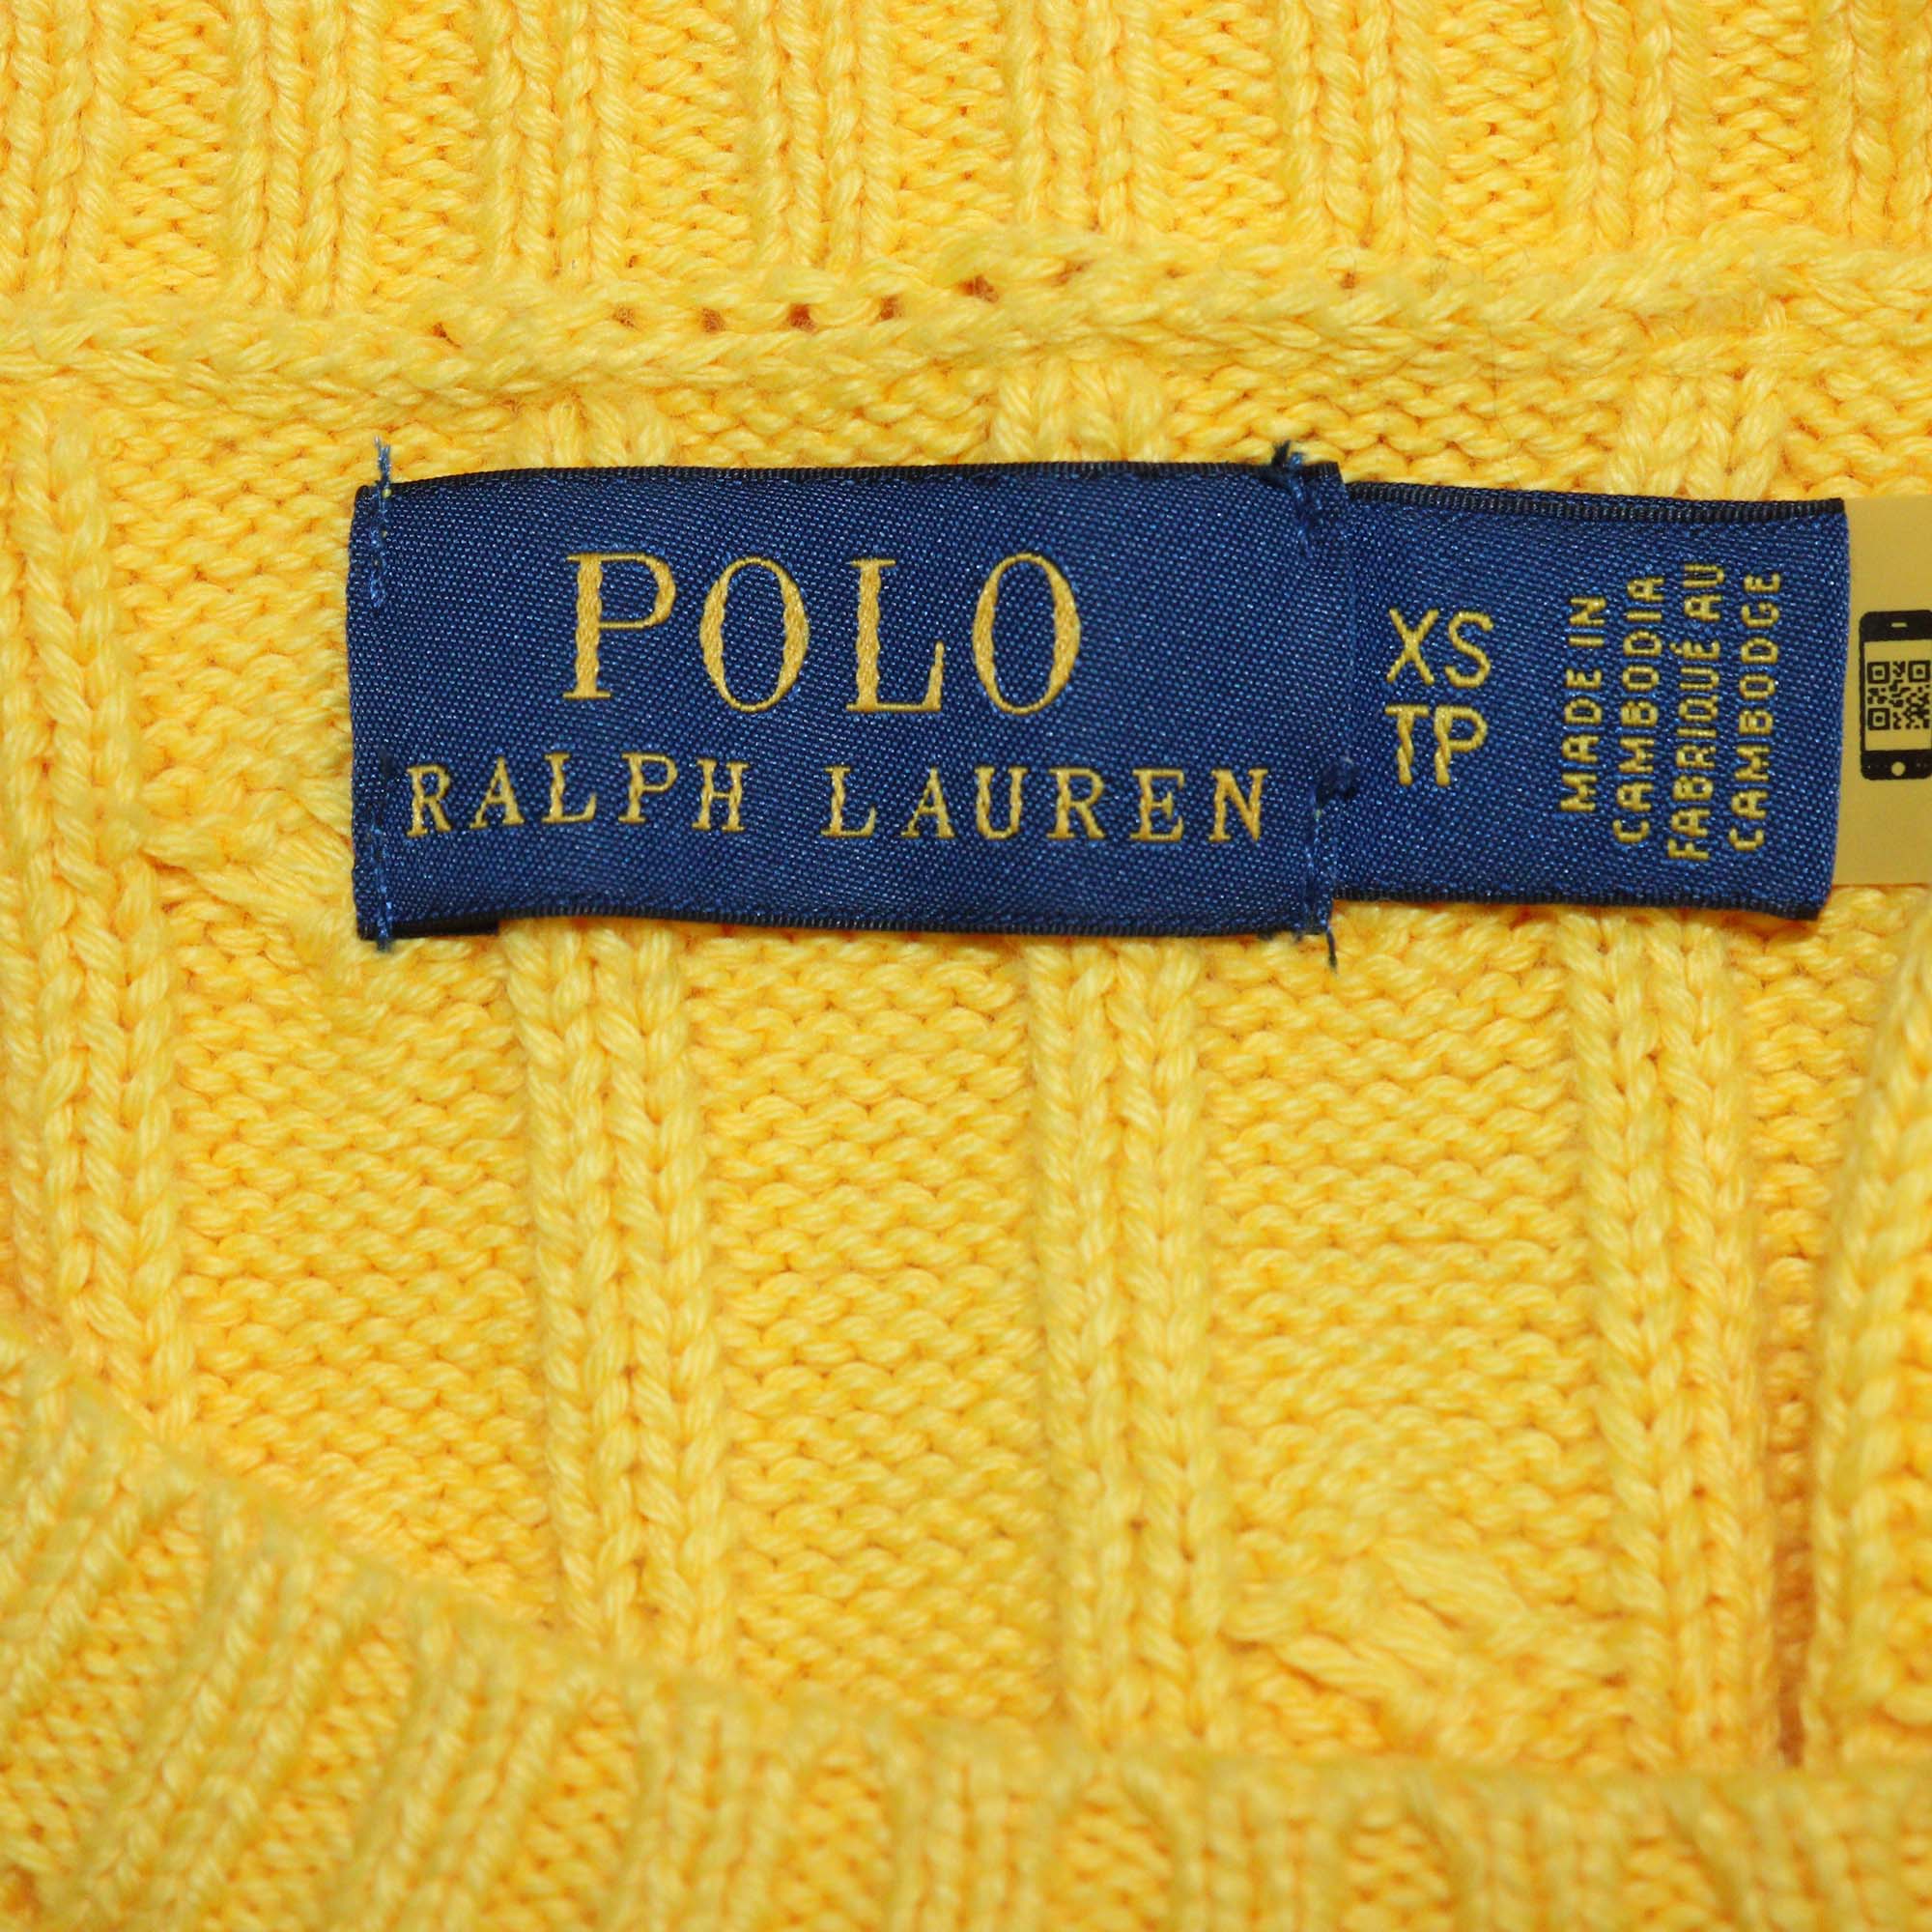 POLO
RALPH LAUREN
XS
TP
MADE IN
CAMBODIA
FABRIQUÉ AU
CAMBODGE